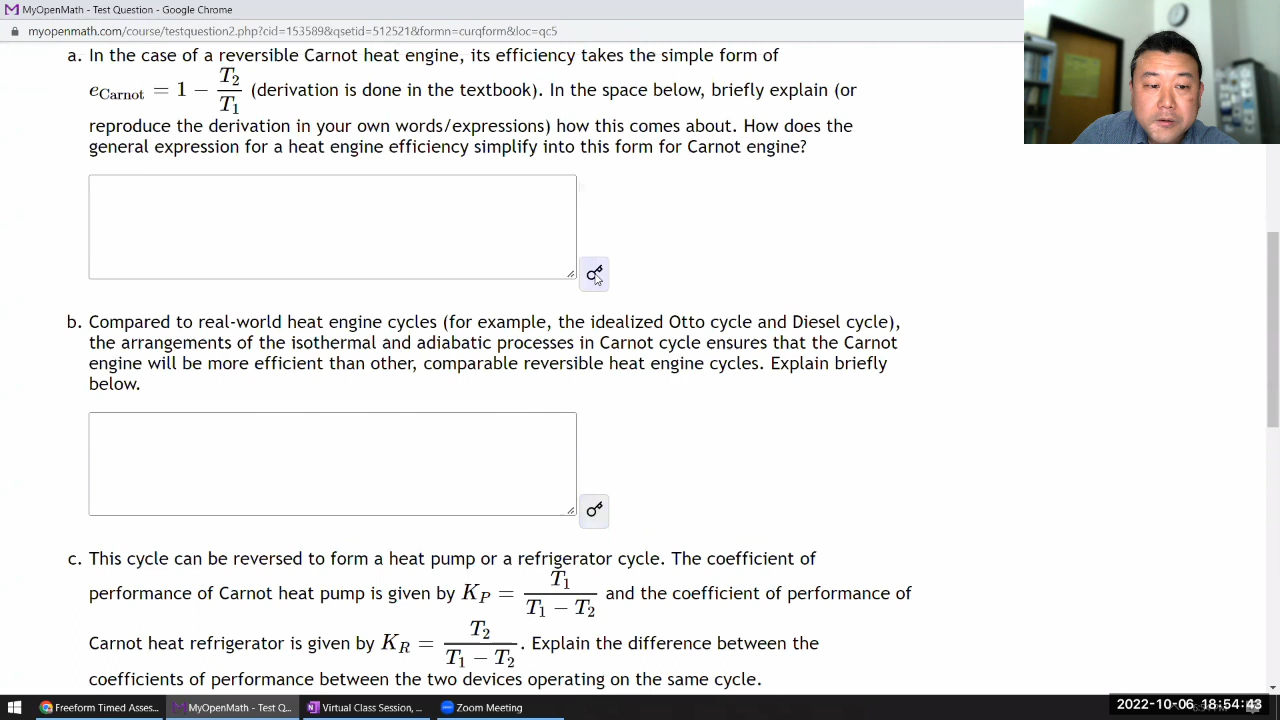 MyOpenMath - Test Question - Google Chrome
myopenmath.com/course/testquestion2.php?cid=153589&qsetid=512521&formn=curqform&loc=qc5
a. In the case of a reversible Carnot heat engine, its efficiency takes the simple form of
e_Carnot = 1 − T₂/T₁ (derivation is done in the textbook). In the space below, briefly explain (or
reproduce the derivation in your own words/expressions) how this comes about. How does the
general expression for a heat engine efficiency simplify into this form for Carnot engine?
b. Compared to real-world heat engine cycles (for example, the idealized Otto cycle and Diesel cycle),
the arrangements of the isothermal and adiabatic processes in Carnot cycle ensures that the Carnot
engine will be more efficient than other, comparable reversible heat engine cycles. Explain briefly
below.
c. This cycle can be reversed to form a heat pump or a refrigerator cycle. The coefficient of
performance of Carnot heat pump is given by K_P = T₁/(T₁ − T₂) and the coefficient of performance of
Carnot heat refrigerator is given by K_R = T₂/(T₁ − T₂). Explain the difference between the
coefficients of performance between the two devices operating on the same cycle.
Freeform Timed Asses...
MyOpenMath - Test Q...
Virtual Class Session, ...
Zoom Meeting
2022-10-06 18:54:43